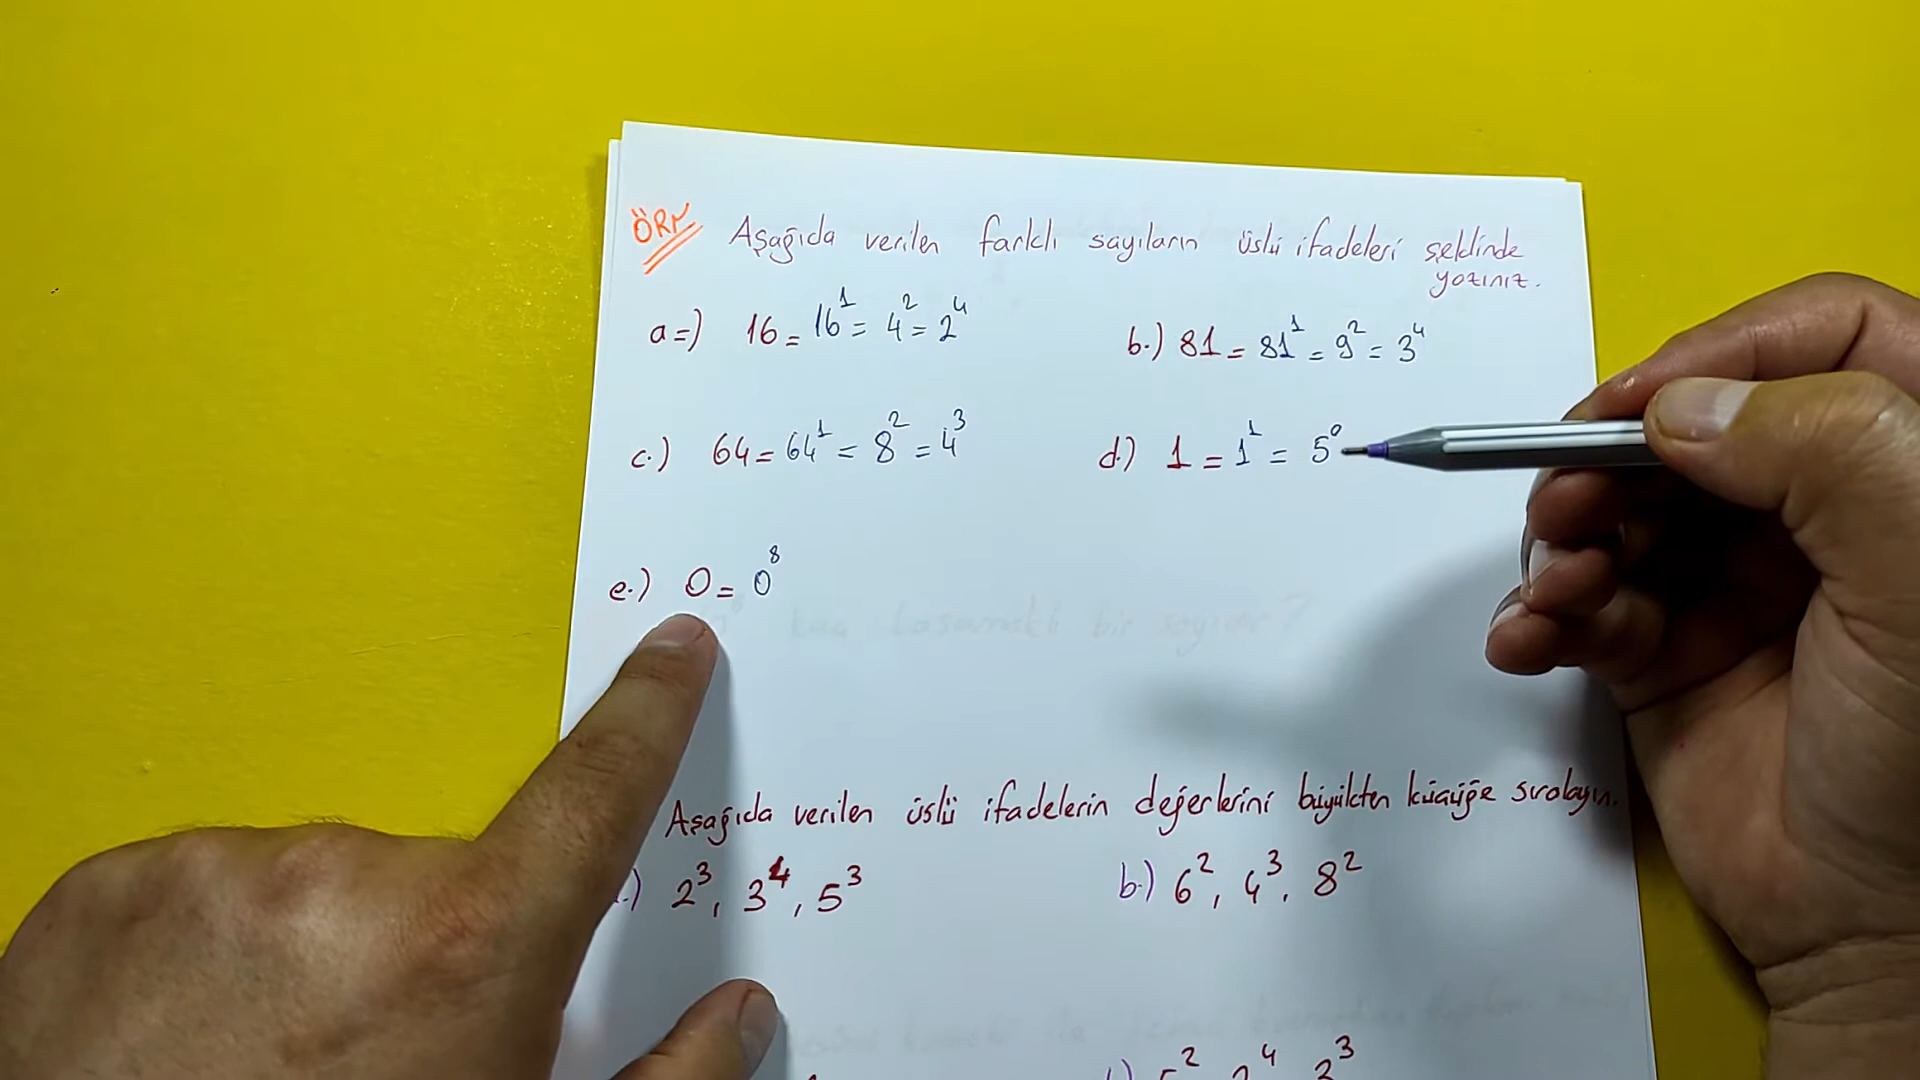 ÖRN Aşağıda verilen farklı sayıların üslü ifadeleri şeklinde
yazınız.
a=) 16 = 16¹ = 4² = 2⁴
b.) 81 = 81¹ = 9² = 3⁴
c.) 64 = 64¹ = 8² = 4³
d.) 1 = 1¹ = 5⁰
e.) 0 = 0⁸
Aşağıda verilen üslü ifadelerin değerlerini büyükten küçüğe sıralayın.
) 2³, 3⁴, 5³
b.) 6², 4³, 8²